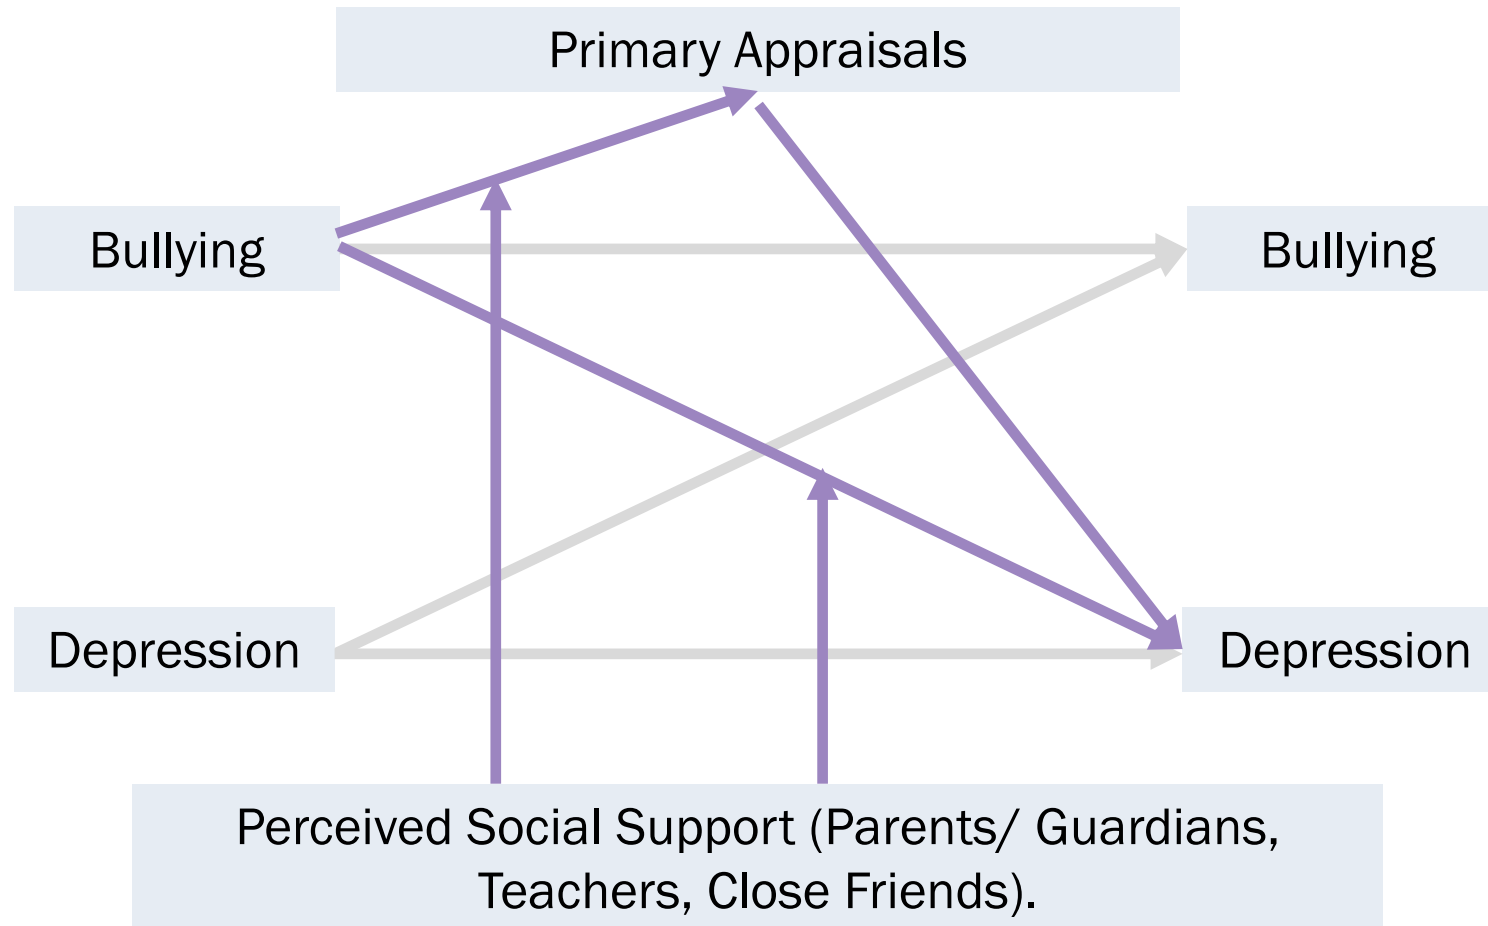 Primary Appraisals
Bullying
Bullying
Depression
Depression
Perceived Social Support (Parents/ Guardians,
Teachers, Close Friends).